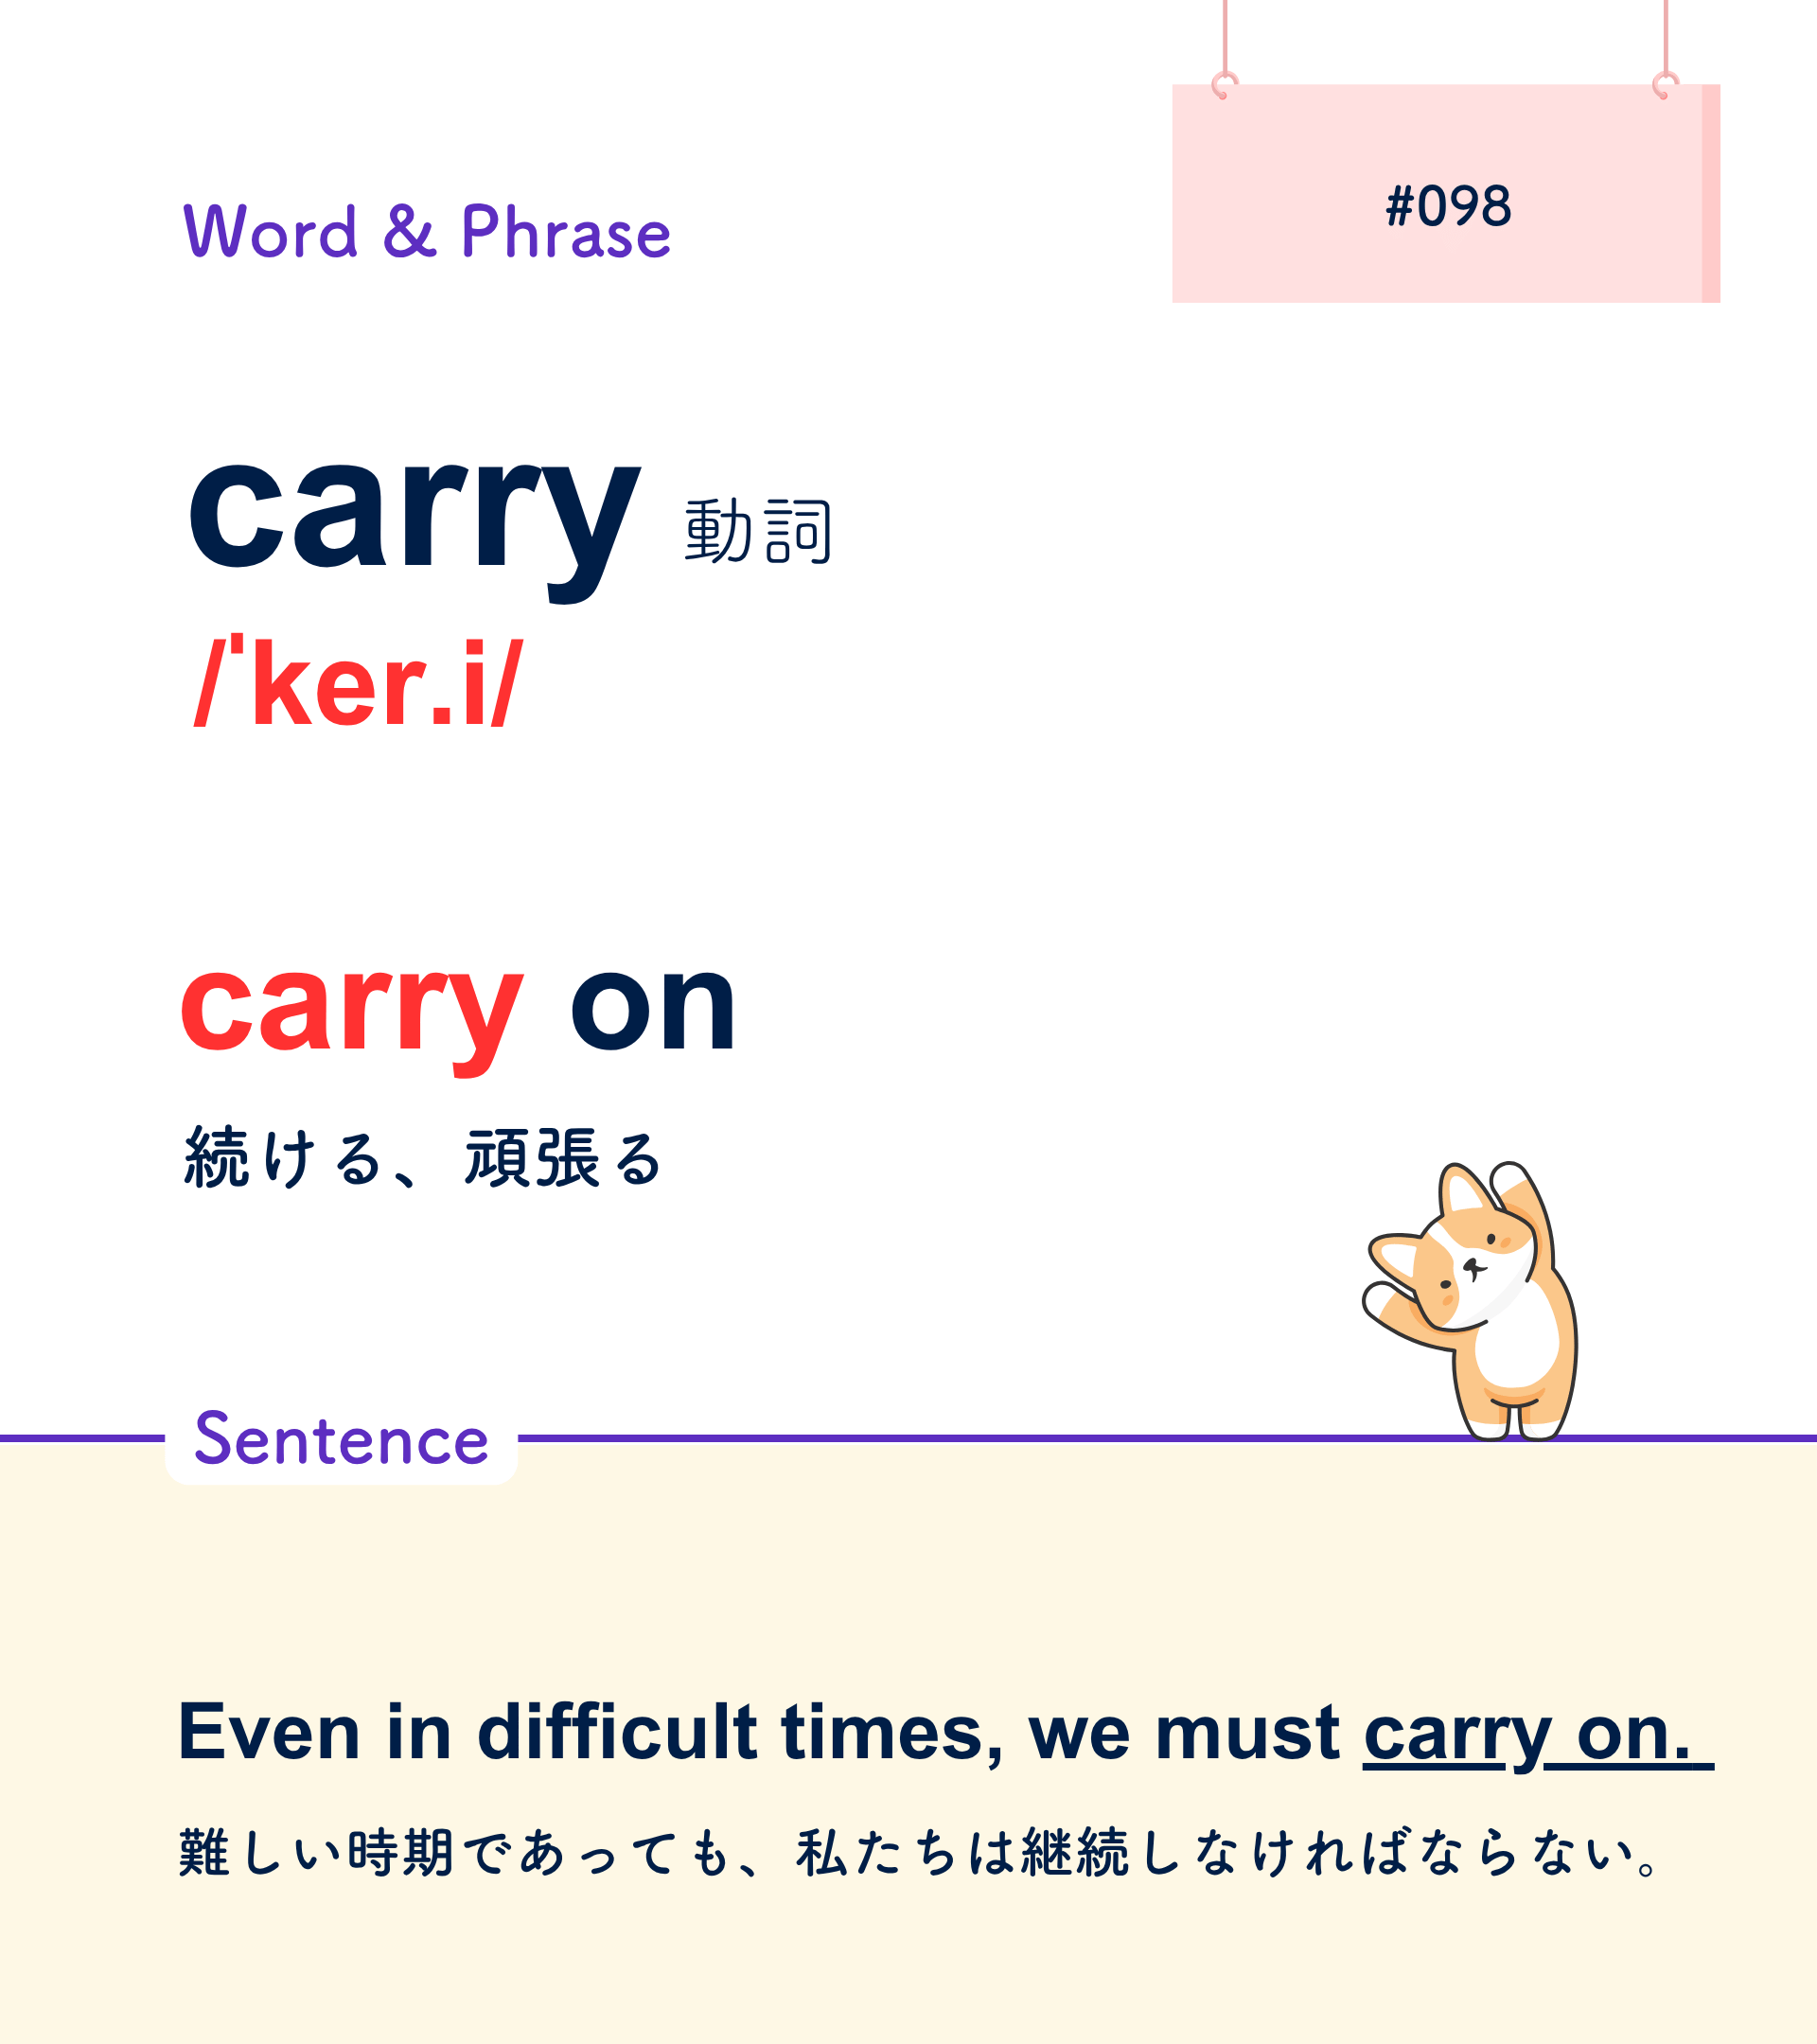 #098
Word & Phrase
carry 動詞
/ˈker.i/
carry on
続ける、頑張る
Sentence
Even in difficult times, we must carry on.
難しい時期であっても、私たちは継続しなければならない。